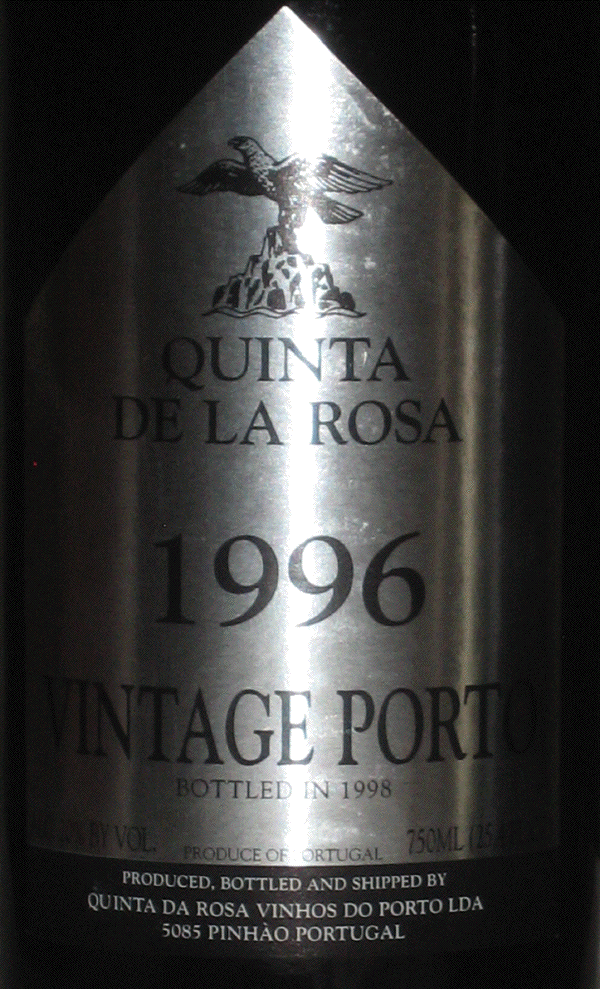 QUINTA
DE LA ROSA
1996
VINTAGE PORTO
BOTTLED IN 1998
BY VOL. PRODUCE OF PORTUGAL 750ML
PRODUCED, BOTTLED AND SHIPPED BY
QUINTA DA ROSA VINHOS DO PORTO LDA
5085 PINHÃO PORTUGAL